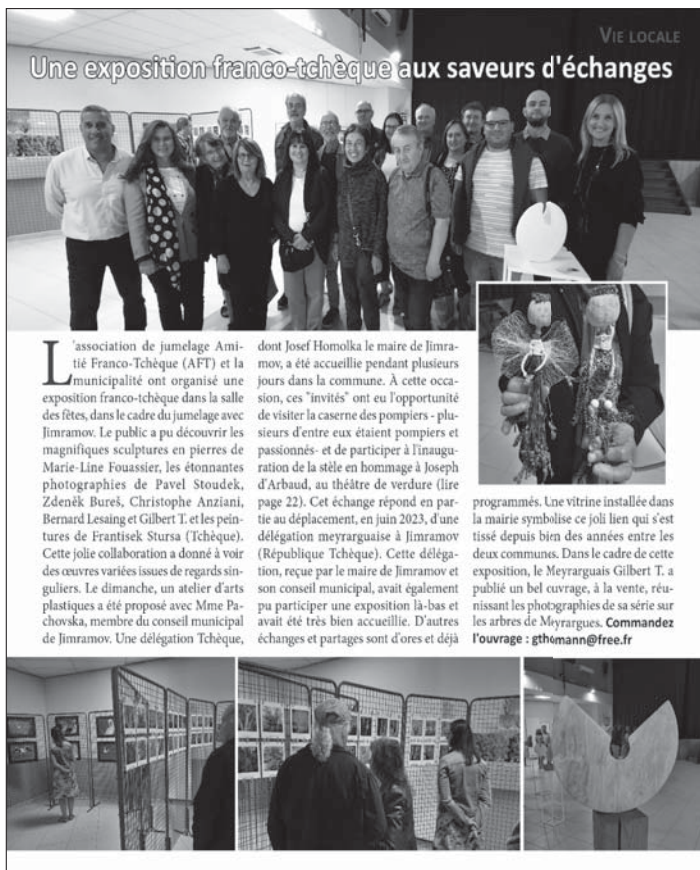 VIE LOCALE
Une exposition franco-tchèque aux saveurs d'échanges
L'association de jumelage Ami-
tié Franco-Tchèque (AFT) et la
municipalité ont organisé une
exposition franco-tchèque dans la salle
des fêtes, dans le cadre du jumelage avec
Jimramov. Le public a pu découvrir les
magnifiques sculptures en pierres de
Marie-Line Fouassier, les étonnantes
photographies de Pavel Stoudek,
Zdeněk Bureš, Christophe Anziani,
Bernard Lesaing et Gilbert T. et les pein-
tures de Frantisek Stursa (Tchèque).
Cette jolie collaboration a donné à voir
des œuvres variées issues de regards sin-
guliers. Le dimanche, un atelier d'arts
plastiques a été proposé avec Mme Pa-
chovska, membre du conseil municipal
de Jimramov. Une délégation Tchèque,
dont Josef Homolka le maire de Jimra-
mov, a été accueillie pendant plusieurs
jours dans la commune. À cette occa-
sion, ces "invités" ont eu l'opportunité
de visiter la caserne des pompiers - plu-
sieurs d'entre eux étaient pompiers et
passionnés- et de participer à l'inaugu-
ration de la stèle en hommage à Joseph
d'Arbaud, au théâtre de verdure (lire
page 22). Cet échange répond en par-
tie au déplacement, en juin 2023, d'une
délégation meyrarguaise à Jimramov
(République Tchèque). Cette déléga-
tion, reçue par le maire de Jimramov et
son conseil municipal, avait également
pu participer une exposition là-bas et
avait été très bien accueillie. D'autres
échanges et partages sont d'ores et déjà
programmés. Une vitrine installée dans
la mairie symbolise ce joli lien qui s'est
tissé depuis bien des années entre les
deux communes. Dans le cadre de cette
exposition, le Meyrarguais Gilbert T. a
publié un bel ouvrage, à la vente, réu-
nissant les photographies de sa série sur
les arbres de Meyrargues. Commandez
l'ouvrage : gthomann@free.fr